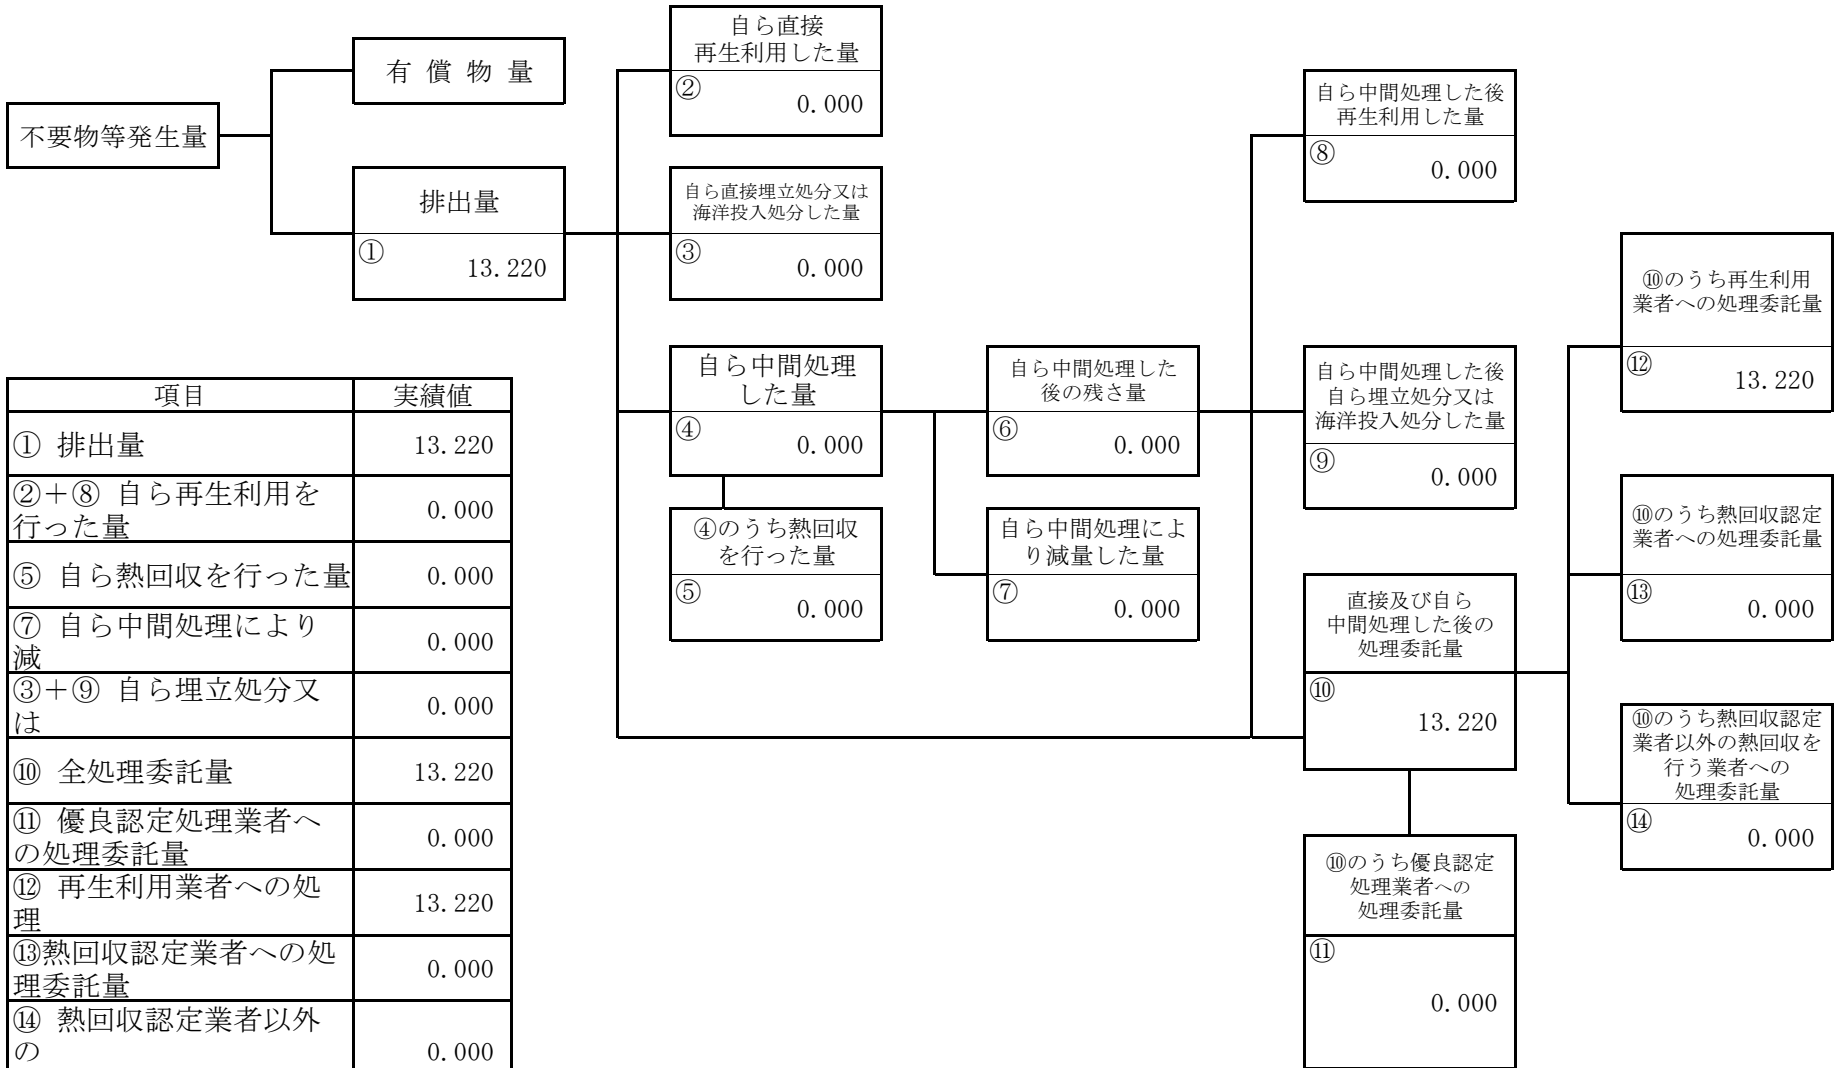 自ら直接
再生利用した量
②
0.000
有 償 物 量
不要物等発生量
排出量
①
13.220
自ら直接埋立処分又は
海洋投入処分した量
③
0.000
自ら中間処理した後
再生利用した量
⑧
0.000
⑩のうち再生利用
業者への処理委託量
⑫
13.220
自ら中間処理
した量
④
0.000
自ら中間処理した
後の残さ量
⑥
0.000
自ら中間処理した後
自ら埋立処分又は
海洋投入処分した量
⑨
0.000
④のうち熱回収
を行った量
⑤
0.000
自ら中間処理によ
り減量した量
⑦
0.000
⑩のうち熱回収認定
業者への処理委託量
⑬
0.000
直接及び自ら
中間処理した後の
処理委託量
⑩
13.220
⑩のうち熱回収認定
業者以外の熱回収を
行う業者への
処理委託量
⑭
0.000
⑩のうち優良認定
処理業者への
処理委託量
⑪
0.000
項目 実績値
① 排出量 13.220
②＋⑧ 自ら再生利用を
行った量 0.000
⑤ 自ら熱回収を行った量 0.000
⑦ 自ら中間処理により
減 0.000
③＋⑨ 自ら埋立処分又
は 0.000
⑩ 全処理委託量 13.220
⑪ 優良認定処理業者へ
の処理委託量 0.000
⑫ 再生利用業者への処
理 13.220
⑬熱回収認定業者への処
理委託量 0.000
⑭ 熱回収認定業者以外
の 0.000